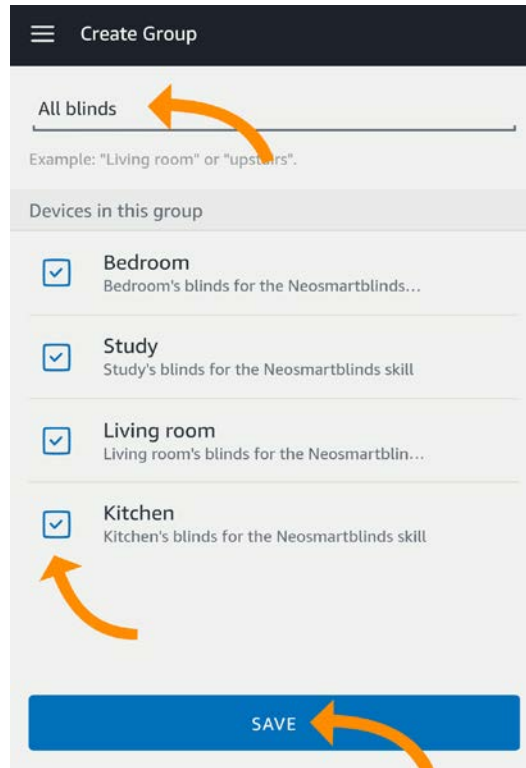 Create Group
All blinds
Example: "Living room" or "upstairs".
Devices in this group
Bedroom
Bedroom's blinds for the Neosmartblinds...
Study
Study's blinds for the Neosmartblinds skill
Living room
Living room's blinds for the Neosmartblin...
Kitchen
Kitchen's blinds for the Neosmartblinds skill
SAVE